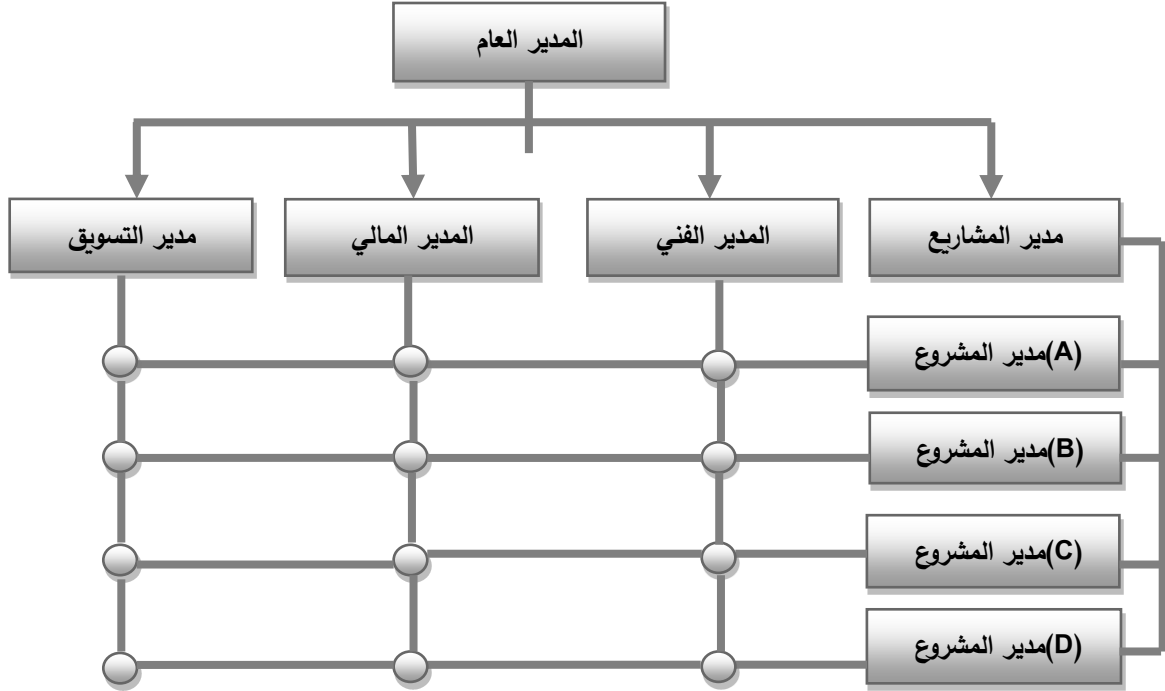 المدير العام
مدير المشاريع
المدير الفني
المدير المالي
مدير التسويق
مدير المشروع(A)
مدير المشروع(B)
مدير المشروع(C)
مدير المشروع(D)